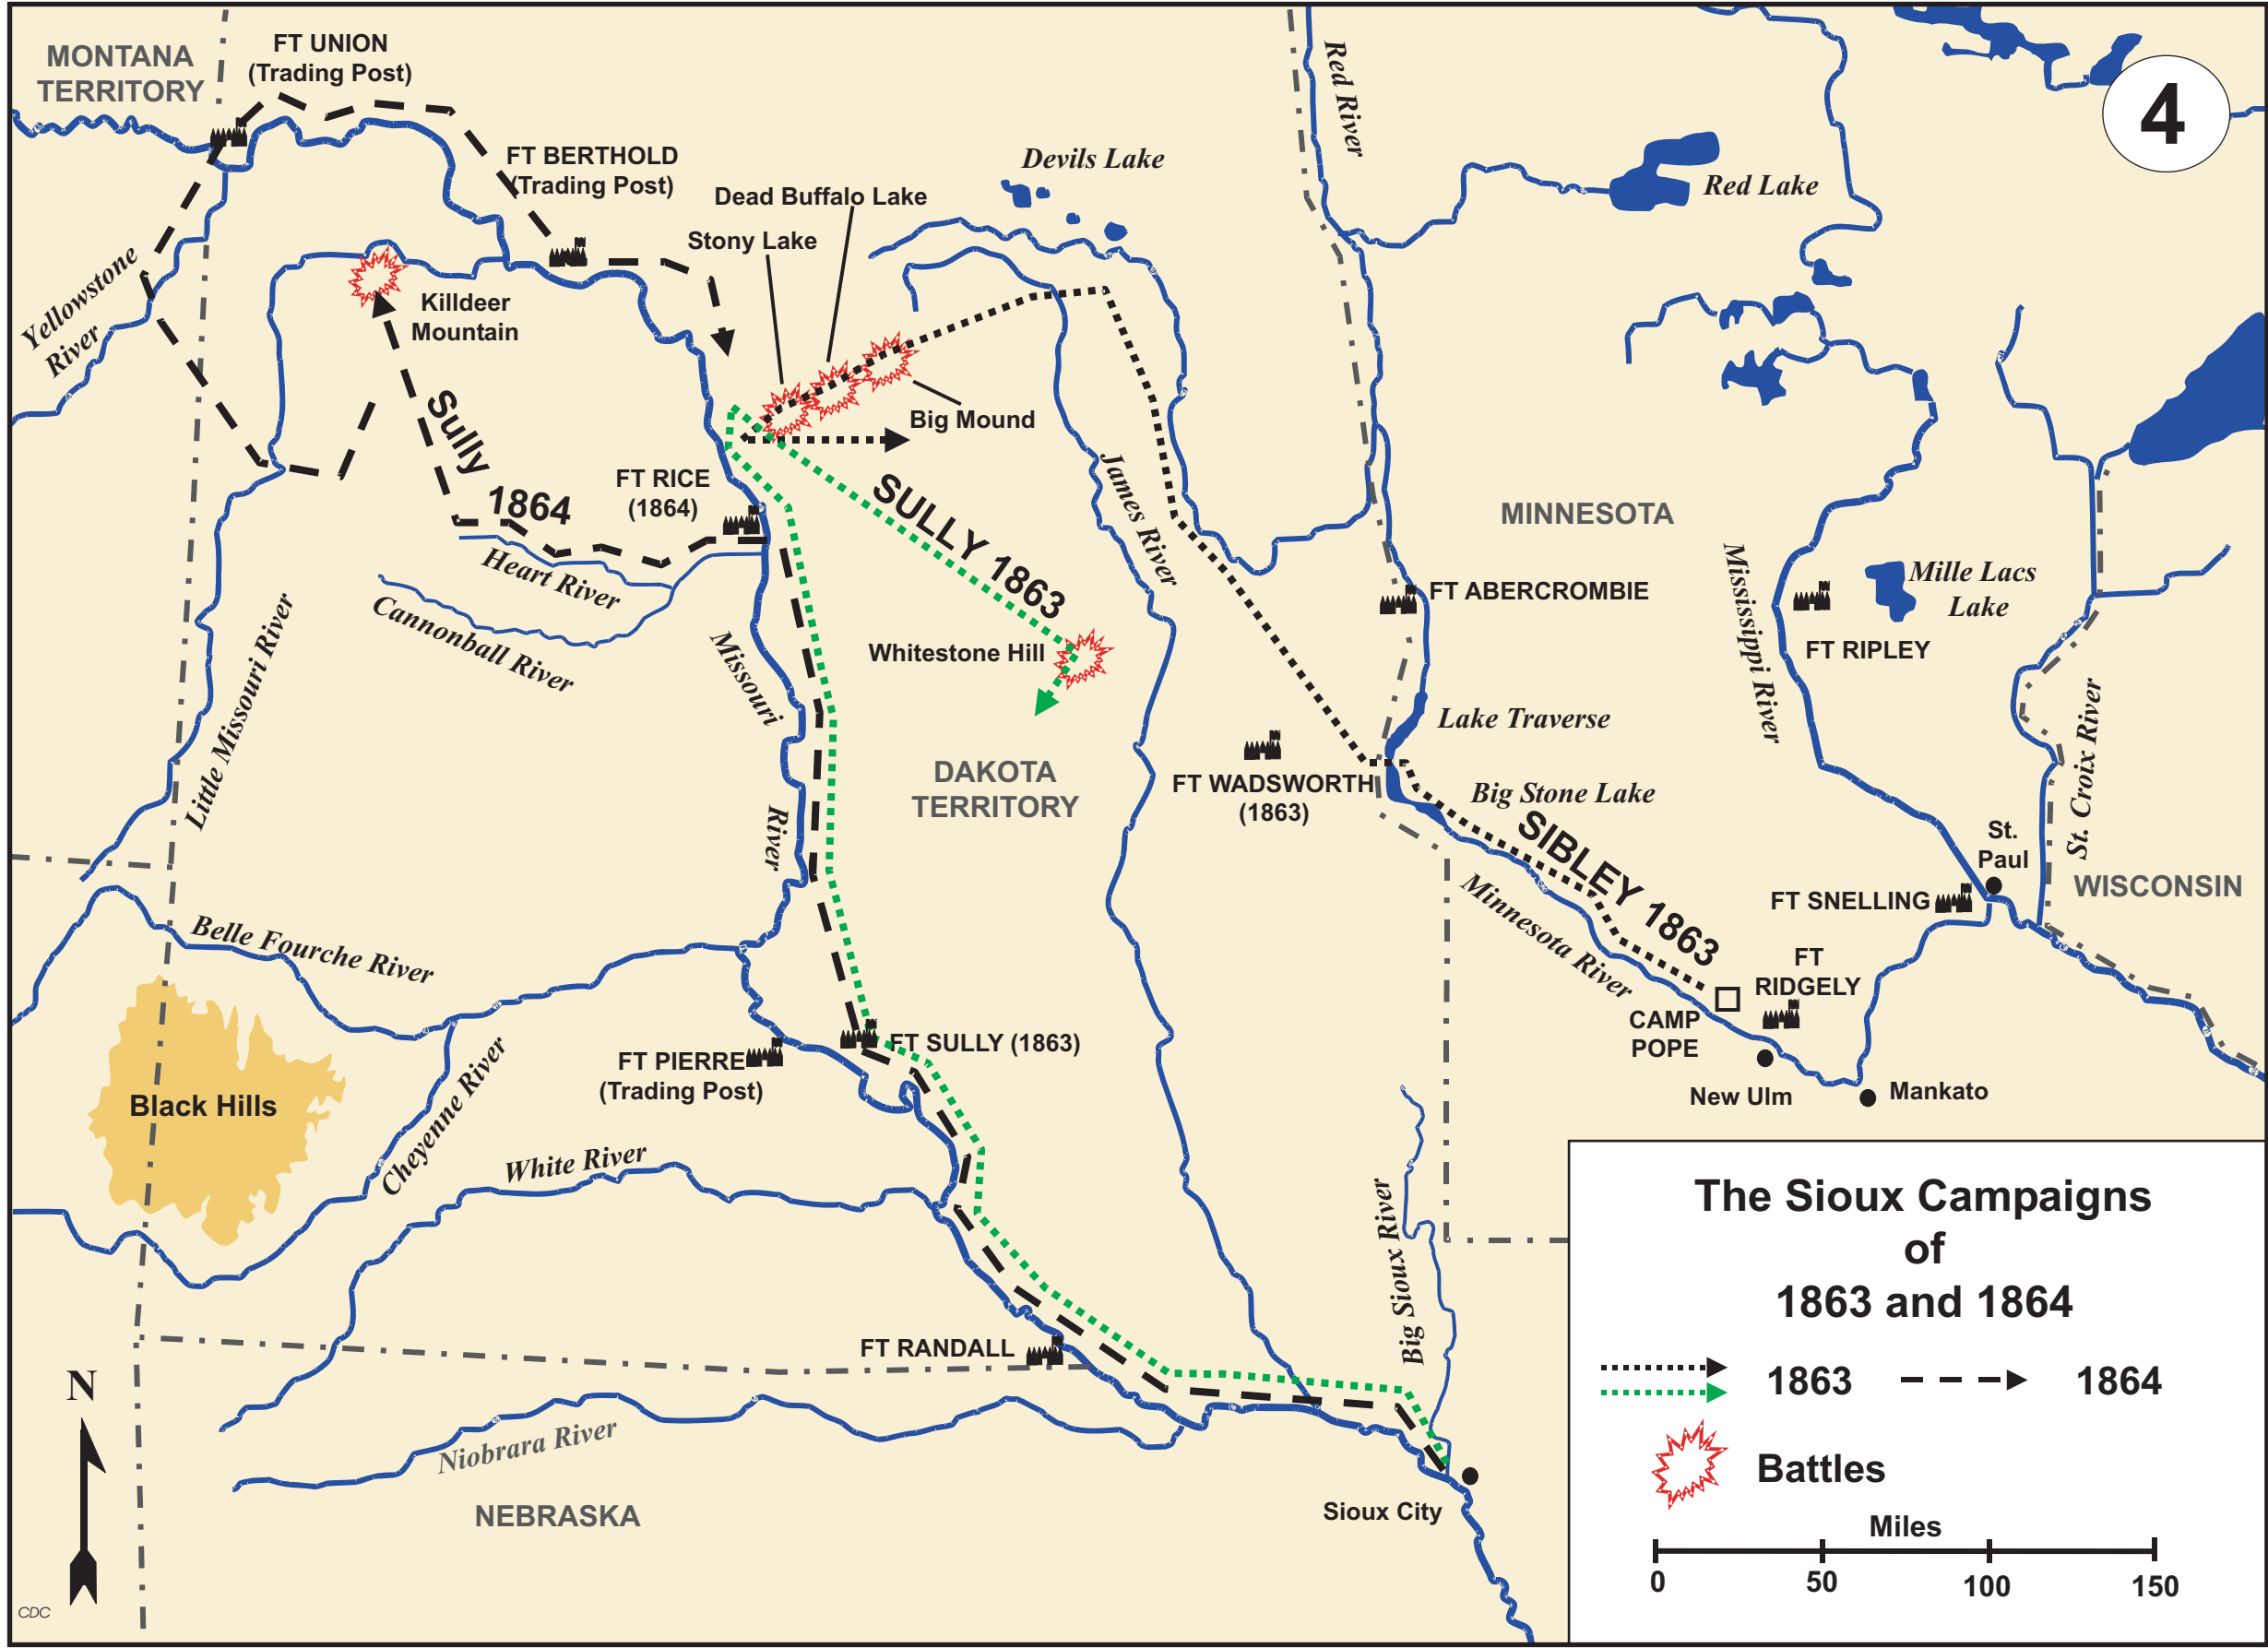 MONTANA
TERRITORY
FT UNION
(Trading Post)
4
FT BERTHOLD
(Trading Post)
Devils Lake
Red River
Red Lake
Dead Buffalo Lake
Stony Lake
Yellowstone
River
Killdeer
Mountain
Big Mound
Sully
1864
FT RICE
(1864)
SULLY 1863
James River
MINNESOTA
Heart River
Cannonball River
Missouri
River
Little Missouri River
Whitestone Hill
FT ABERCROMBIE
Mississippi River
Mille Lacs
Lake
FT RIPLEY
Lake Traverse
St. Croix River
DAKOTA
TERRITORY
FT WADSWORTH
(1863)
Big Stone Lake
SIBLEY 1863
Minnesota River
St.
Paul
FT SNELLING
WISCONSIN
Belle Fourche River
FT
RIDGELY
CAMP
POPE
New Ulm
Mankato
FT SULLY (1863)
FT PIERRE
(Trading Post)
Black Hills
Cheyenne River
White River
Big Sioux River
FT RANDALL
Niobrara River
NEBRASKA
Sioux City
N
CDC
The Sioux Campaigns
of
1863 and 1864
1863
1864
Battles
Miles
0 50 100 150